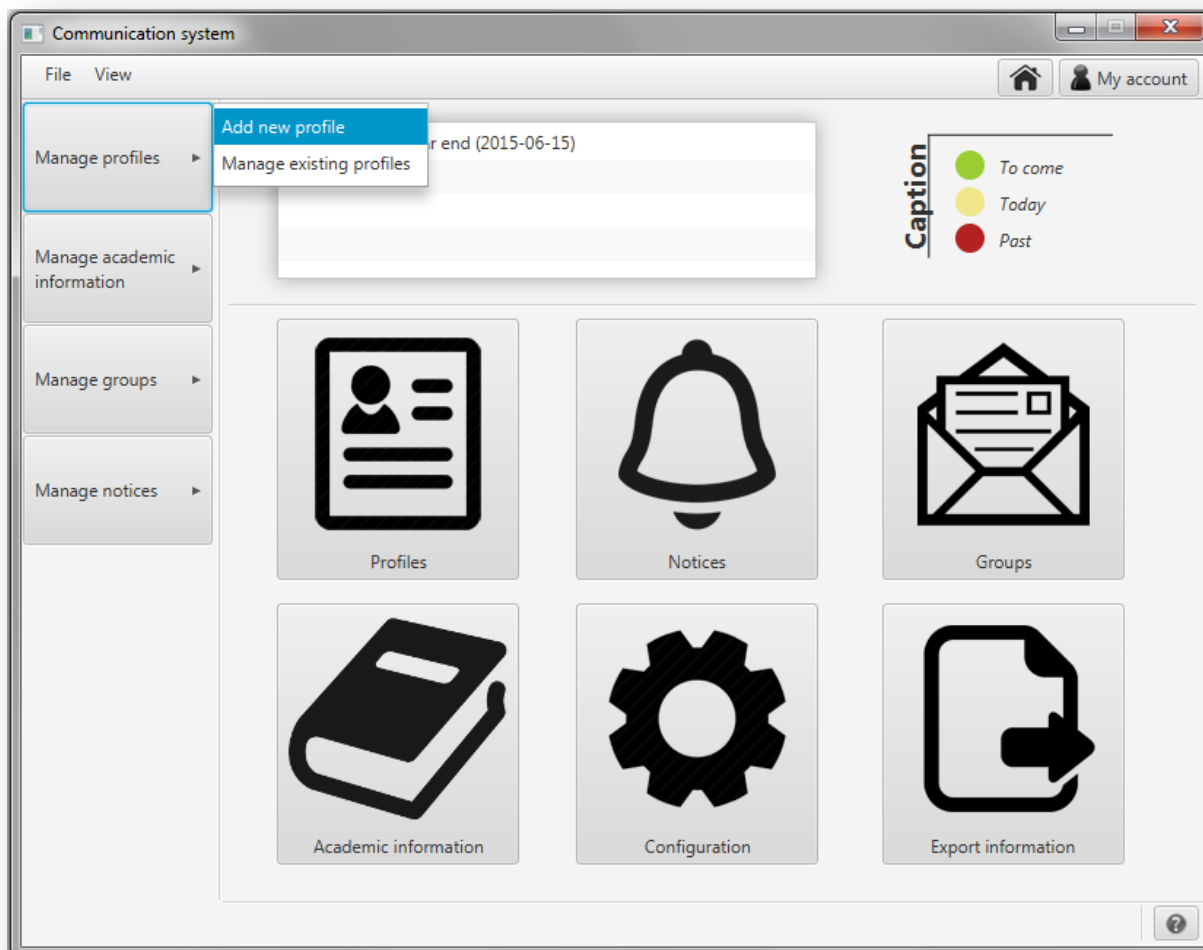 Communication system
File View
My account
Manage profiles
Add new profile
Manage existing profiles
end (2015-06-15)
Caption
To come
Today
Past
Manage academic
information
Manage groups
Manage notices
Profiles
Notices
Groups
Academic information
Configuration
Export information
?